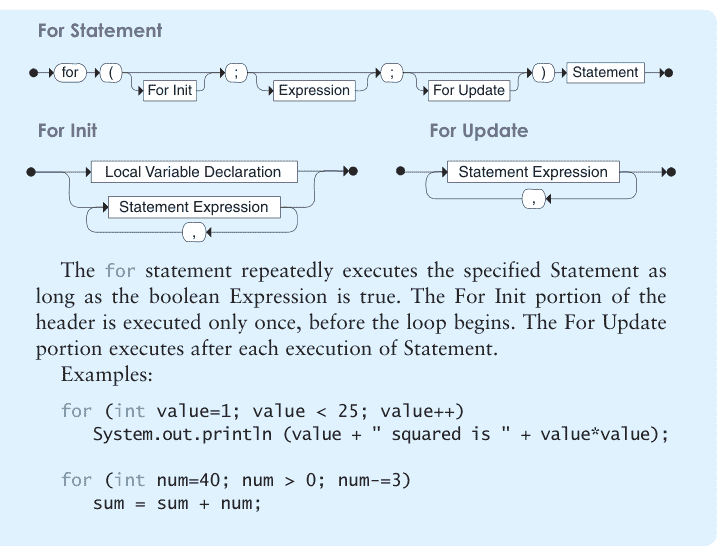 For Statement
for ( For Init ; Expression ; For Update ) Statement
For Init For Update
Local Variable Declaration Statement Expression
Statement Expression ,
,
The for statement repeatedly executes the specified Statement as
long as the boolean Expression is true. The For Init portion of the
header is executed only once, before the loop begins. The For Update
portion executes after each execution of Statement.
Examples:
for (int value=1; value < 25; value++)
System.out.println (value + " squared is " + value*value);
for (int num=40; num > 0; num-=3)
sum = sum + num;